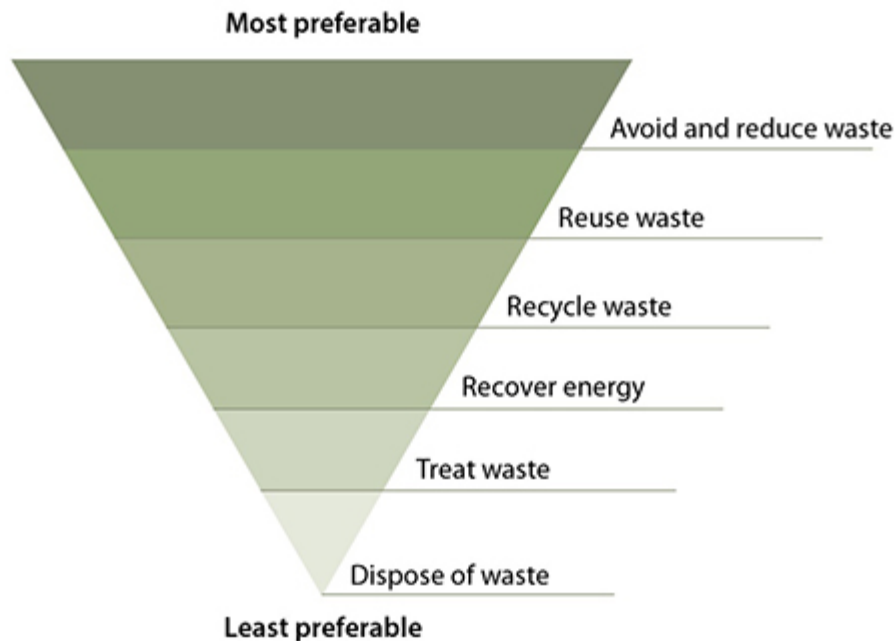 Most preferable
Avoid and reduce waste
Reuse waste
Recycle waste
Recover energy
Treat waste
Dispose of waste
Least preferable